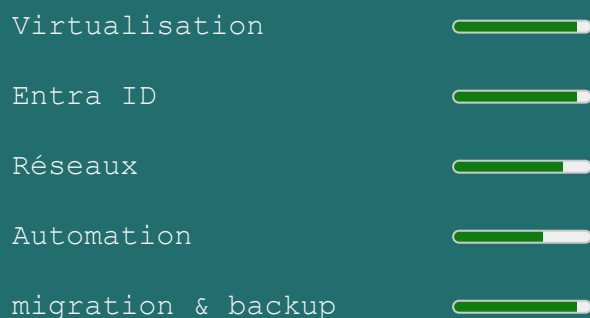 Virtualisation
Entra ID
Réseaux
Automation
migration & backup